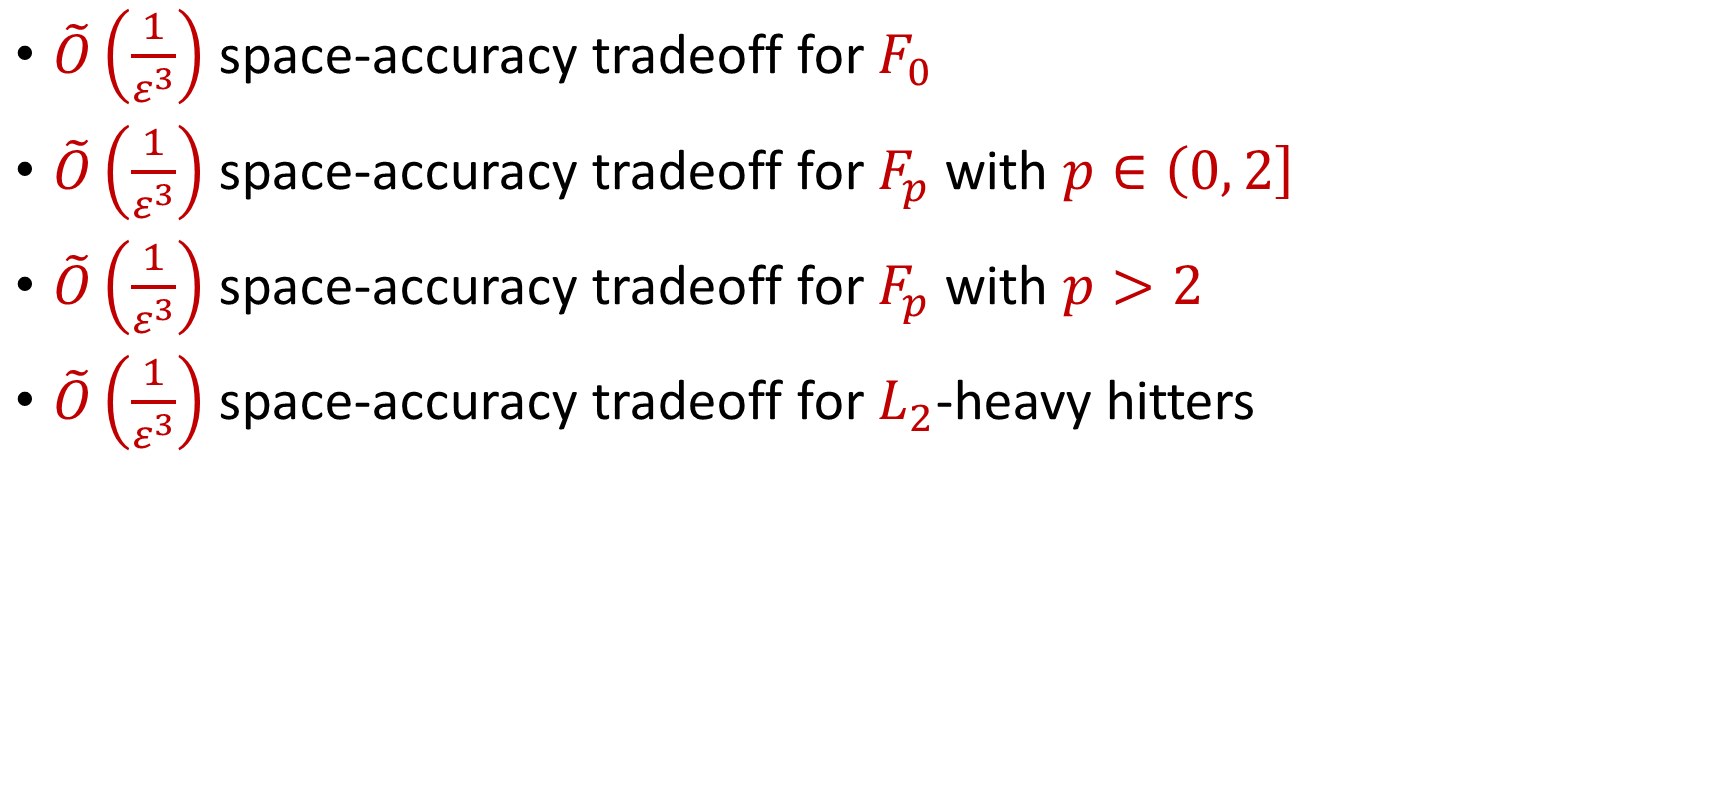 • Õ(1/ε³) space-accuracy tradeoff for F₀
• Õ(1/ε³) space-accuracy tradeoff for Fₚ with p ∈ (0, 2]
• Õ(1/ε³) space-accuracy tradeoff for Fₚ with p > 2
• Õ(1/ε³) space-accuracy tradeoff for L₂-heavy hitters